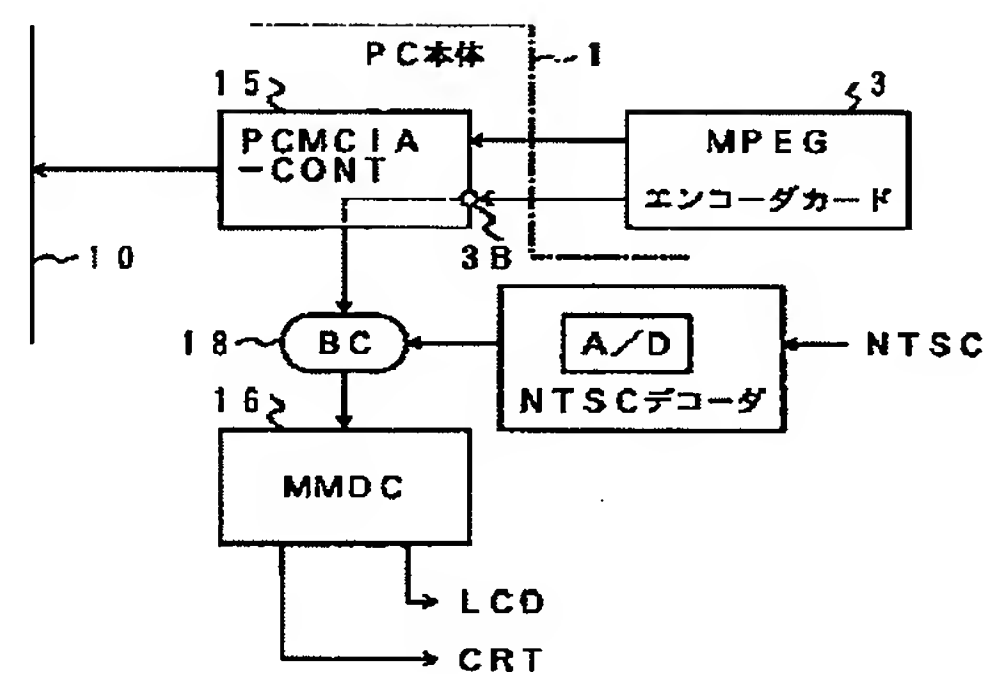 PC本体
1
15
3
PCMCIA
-CONT
MPEG
エンコーダカード
3B
10
18
BC
A/D
NTSC
NTSCデコーダ
16
MMDC
LCD
CRT